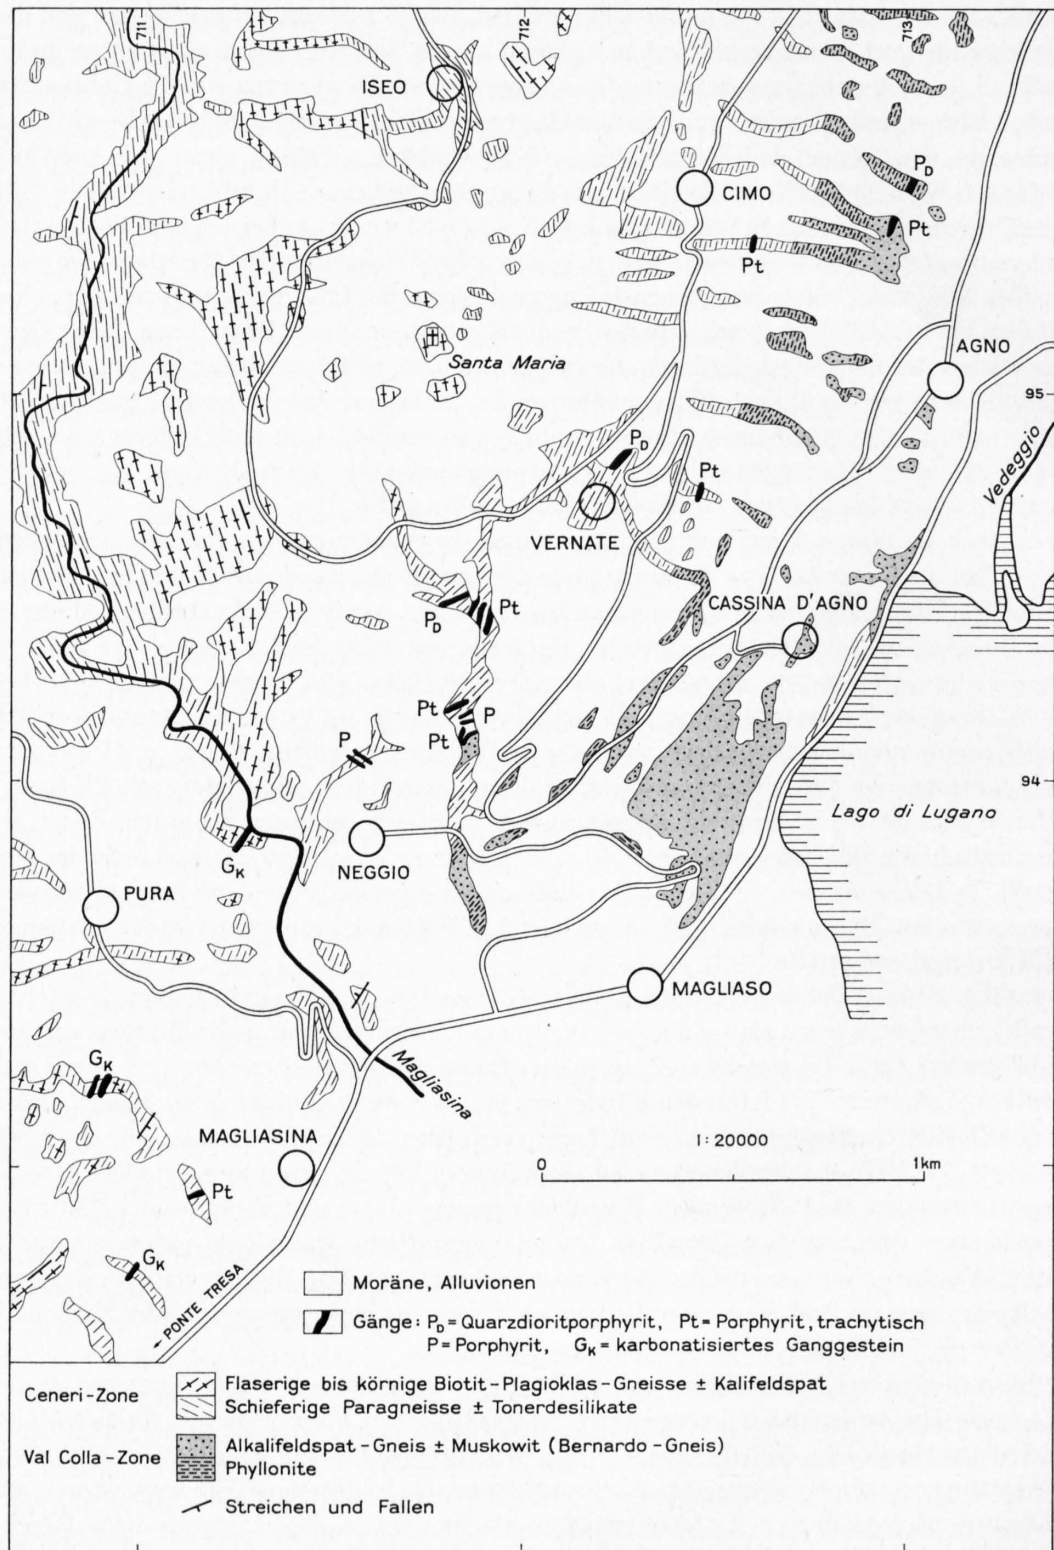 711
712
713
ISEO
CIMO
P_D
Pt
Pt
AGNO
Santa Maria
95
Vedeggio
P_D
Pt
VERNATE
CASSINA D'AGNO
Pt
P_D
Pt
P
Pt
P
94
Lago di Lugano
G_K
NEGGIO
PURA
MAGLIASO
Magliasina
G_K
MAGLIASINA
1:20000
0 1km
Pt
G_K
PONTE TRESA
Moräne, Alluvionen
Gänge: P_D = Quarzdioritporphyrit, Pt = Porphyrit, trachytisch
P = Porphyrit, G_K = karbonatisiertes Ganggestein
Ceneri-Zone
Flaserige bis körnige Biotit-Plagioklas-Gneisse ± Kalifeldspat
Schieferige Paragneisse ± Tonerdesilikate
Val Colla-Zone
Alkalifeldspat-Gneis ± Muskowit (Bernardo-Gneis)
Phyllonite
Streichen und Fallen